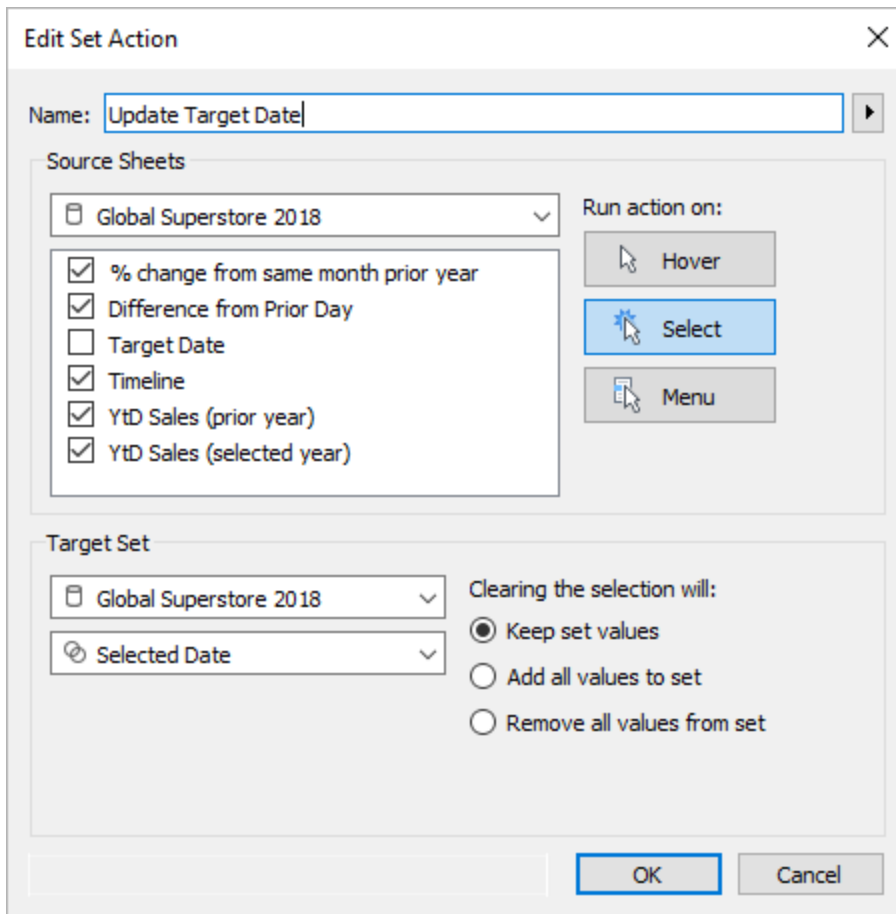 Edit Set Action
Name: Update Target Date
Source Sheets
Global Superstore 2018
Run action on:
% change from same month prior year
Difference from Prior Day
Target Date
Timeline
YtD Sales (prior year)
YtD Sales (selected year)
Hover
Select
Menu
Target Set
Global Superstore 2018
Selected Date
Clearing the selection will:
Keep set values
Add all values to set
Remove all values from set
OK Cancel